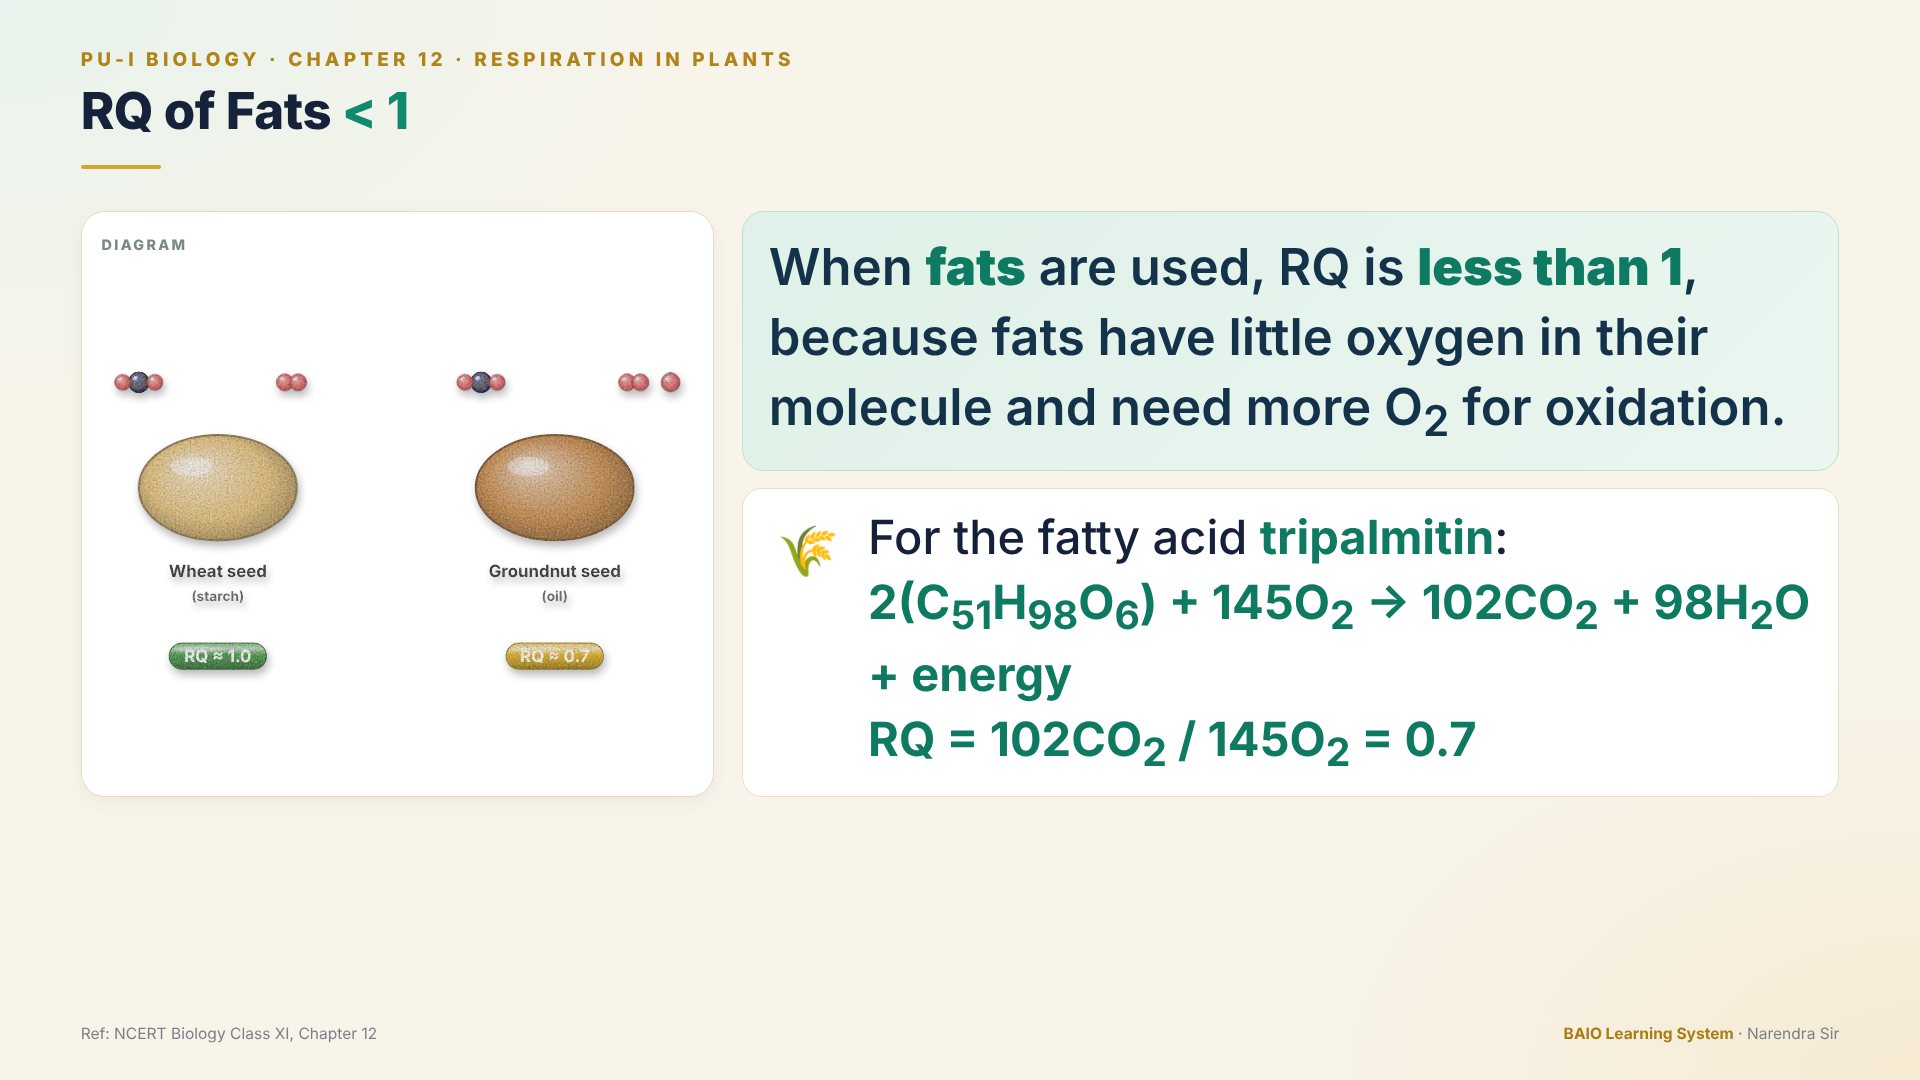 PU-I BIOLOGY · CHAPTER 12 · RESPIRATION IN PLANTS
RQ of Fats < 1
DIAGRAM
Wheat seed
(starch)
RQ ≈ 1.0
Groundnut seed
(oil)
RQ ≈ 0.7
When fats are used, RQ is less than 1,
because fats have little oxygen in their
molecule and need more O₂ for oxidation.
For the fatty acid tripalmitin:
2(C₅₁H₉₈O₆) + 145O₂ → 102CO₂ + 98H₂O
+ energy
RQ = 102CO₂ / 145O₂ = 0.7
Ref: NCERT Biology Class XI, Chapter 12
BAIO Learning System · Narendra Sir